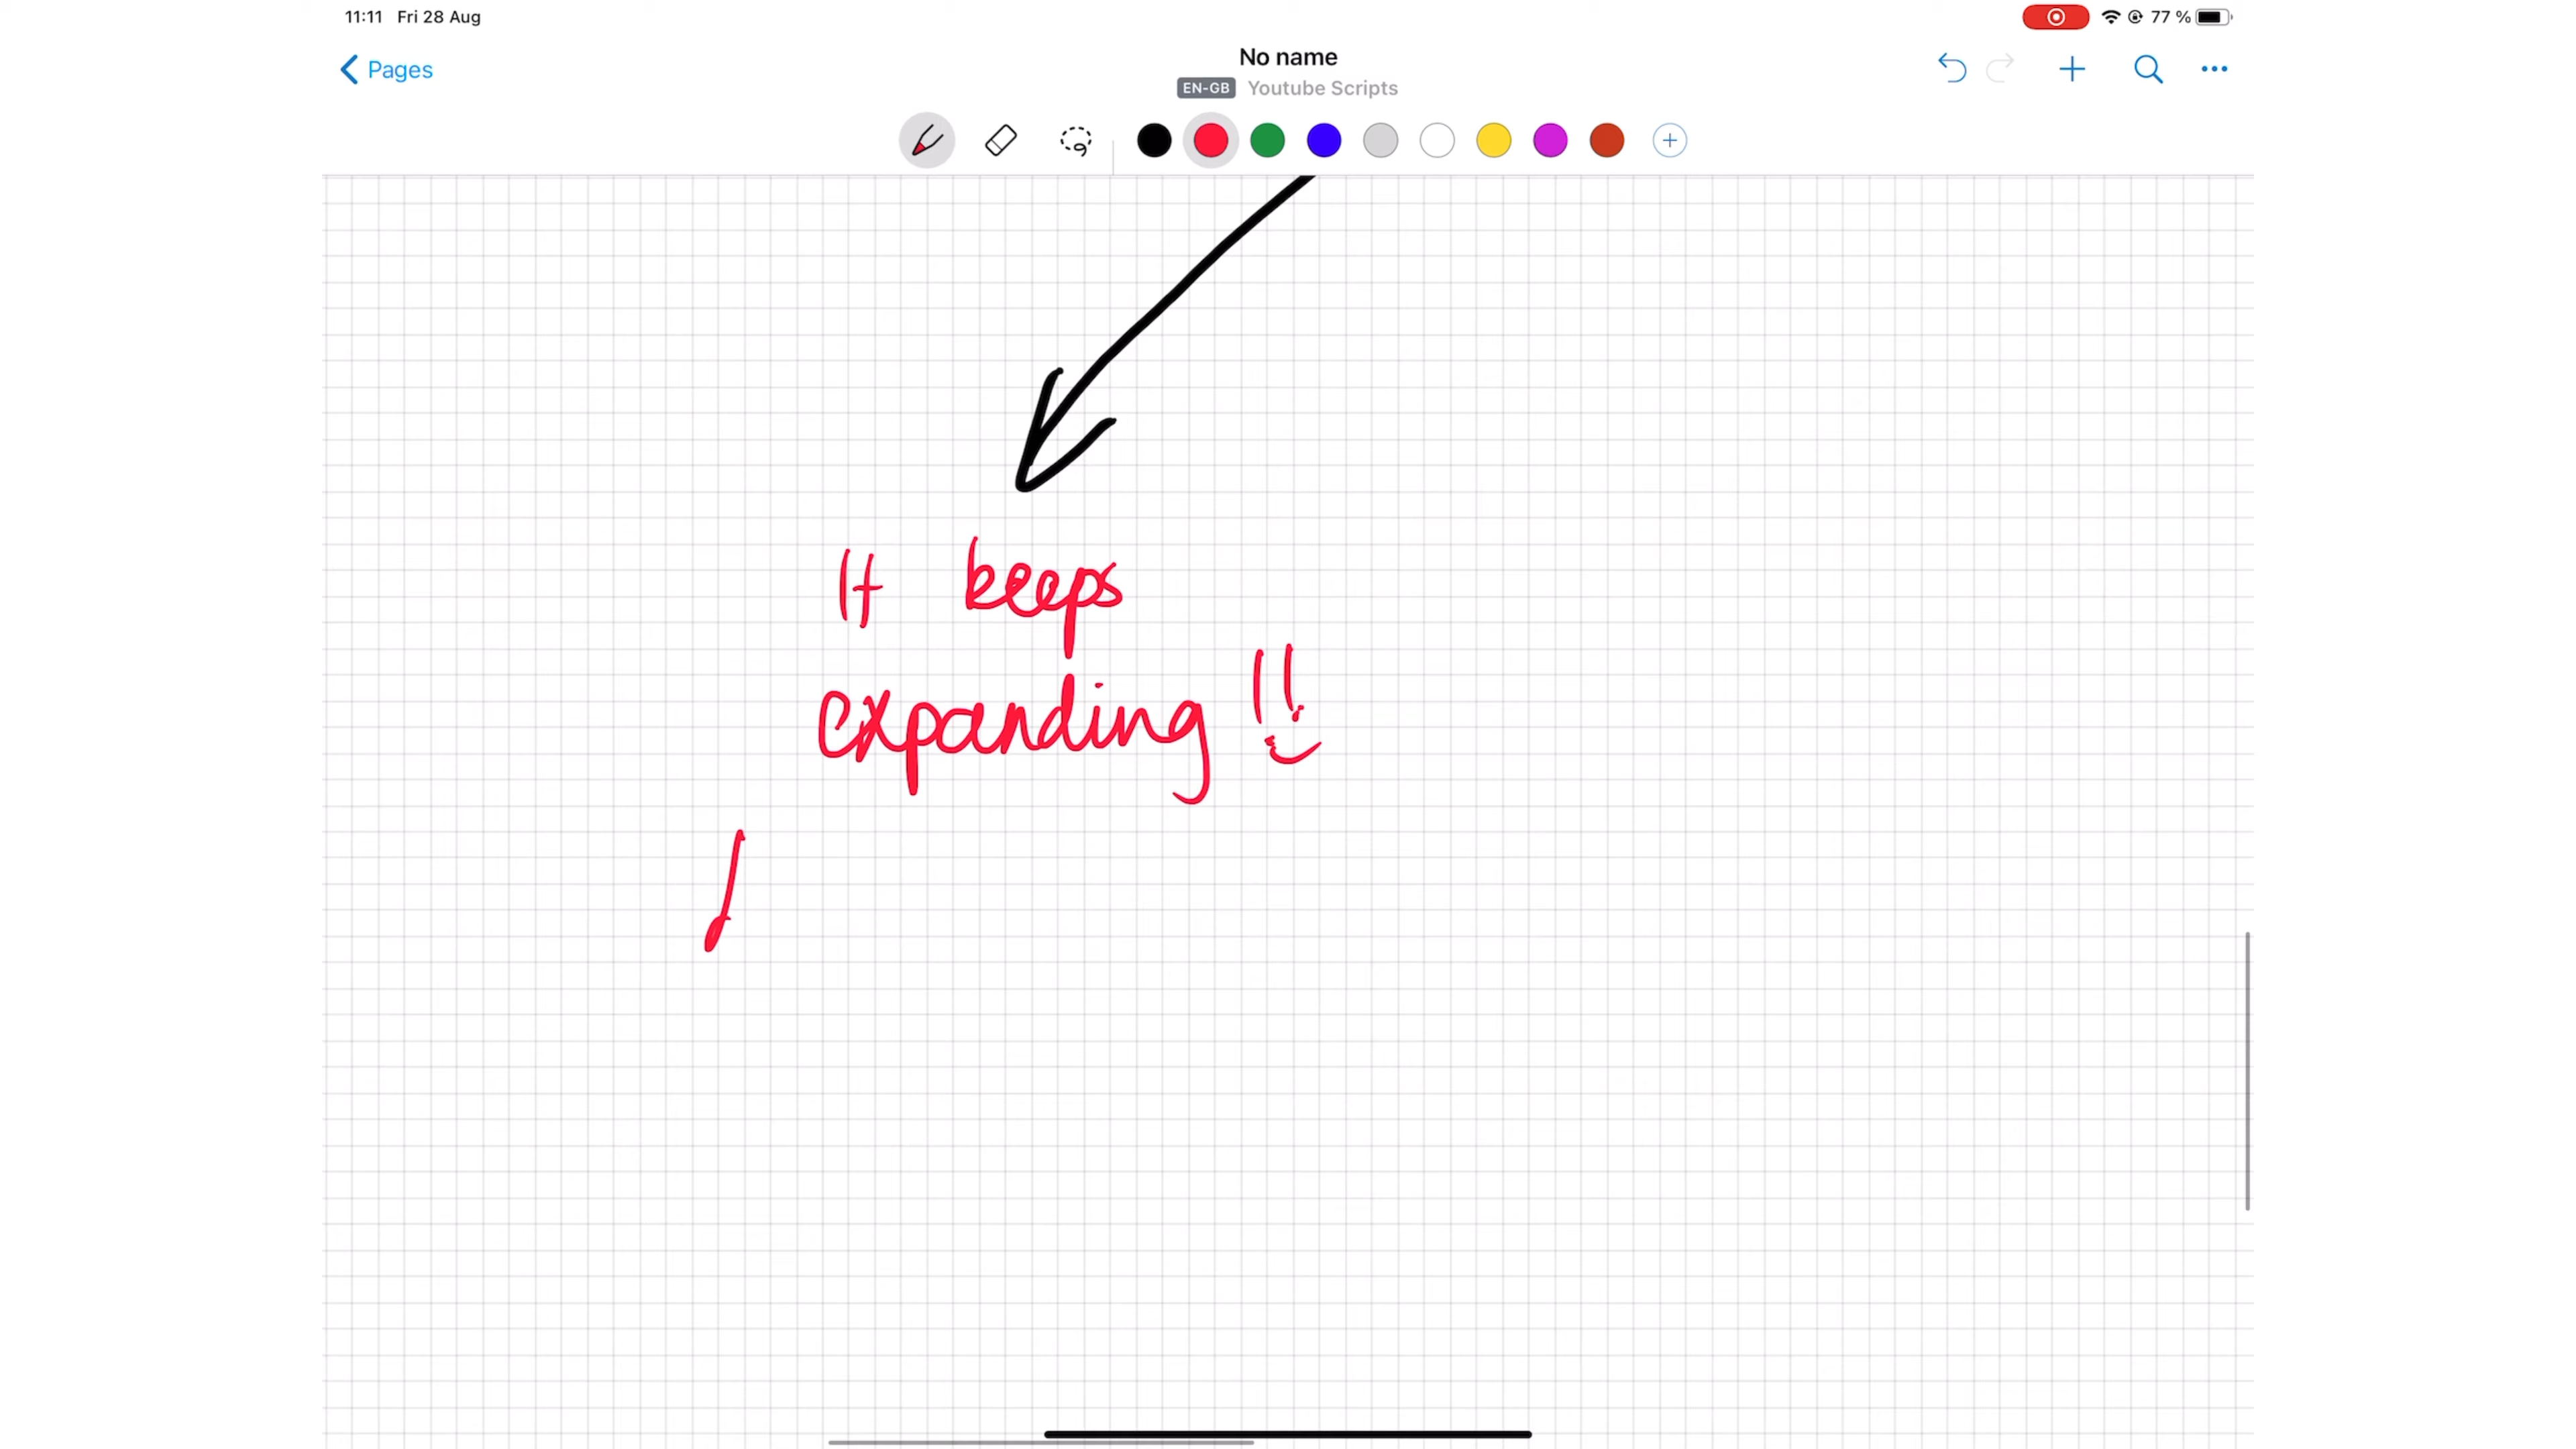 11:11 Fri 28 Aug
77 %
Pages
No name
EN-GB Youtube Scripts
It keeps
expanding !!